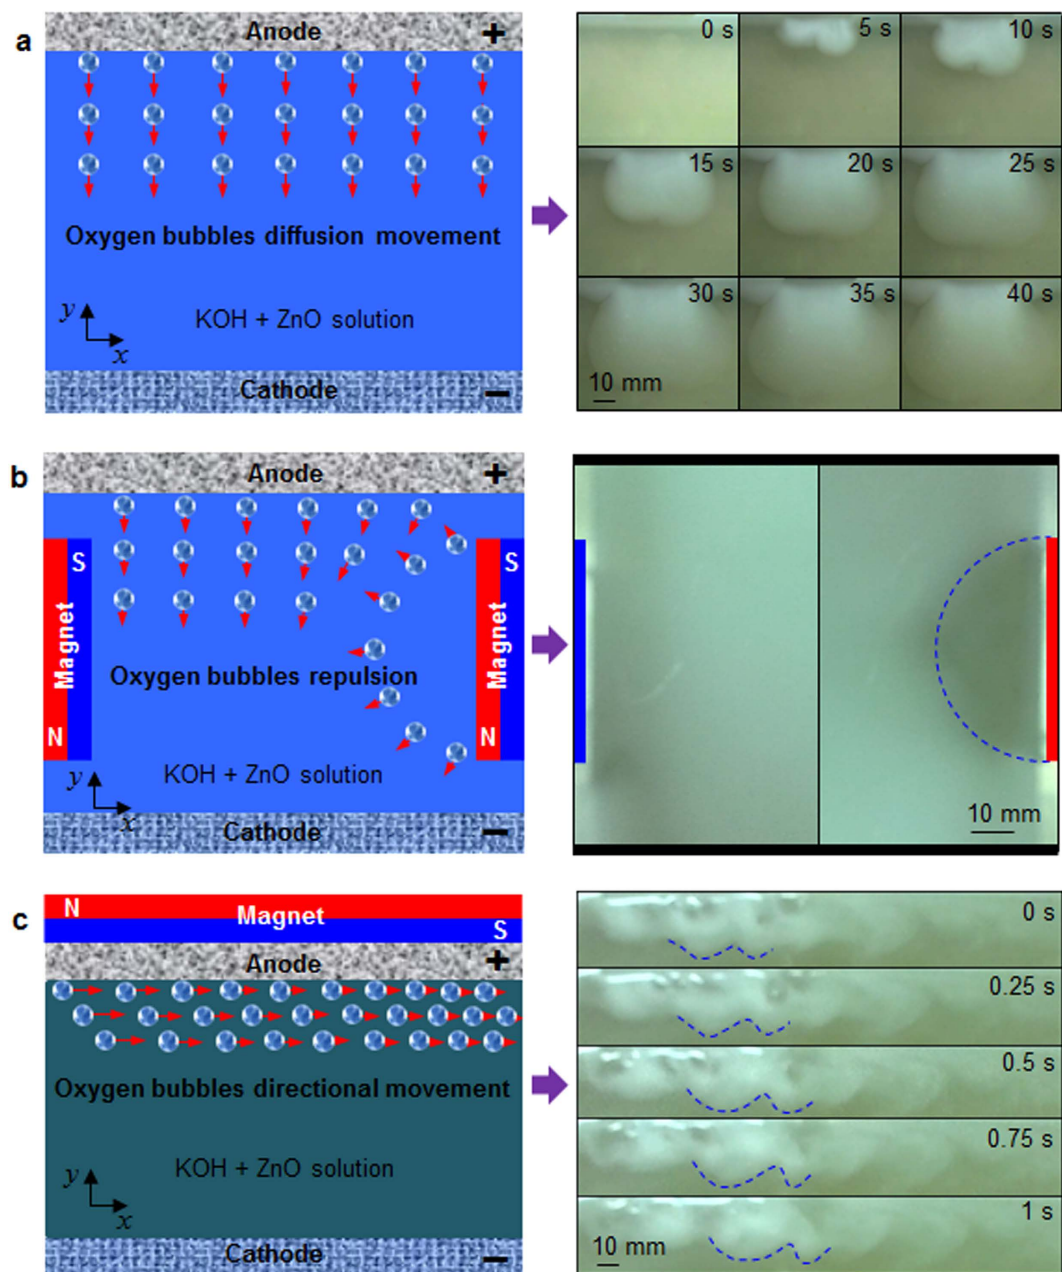 a
Anode +
Oxygen bubbles diffusion movement
y
x
KOH + ZnO solution
Cathode −
0 s
5 s
10 s
15 s
20 s
25 s
30 s
35 s
40 s
10 mm
b
Anode +
S
Magnet
N
S
Magnet
N
Oxygen bubbles repulsion
y
x
KOH + ZnO solution
Cathode −
10 mm
c
N
Magnet
S
Anode +
Oxygen bubbles directional movement
y
x
KOH + ZnO solution
Cathode −
0 s
0.25 s
0.5 s
0.75 s
1 s
10 mm